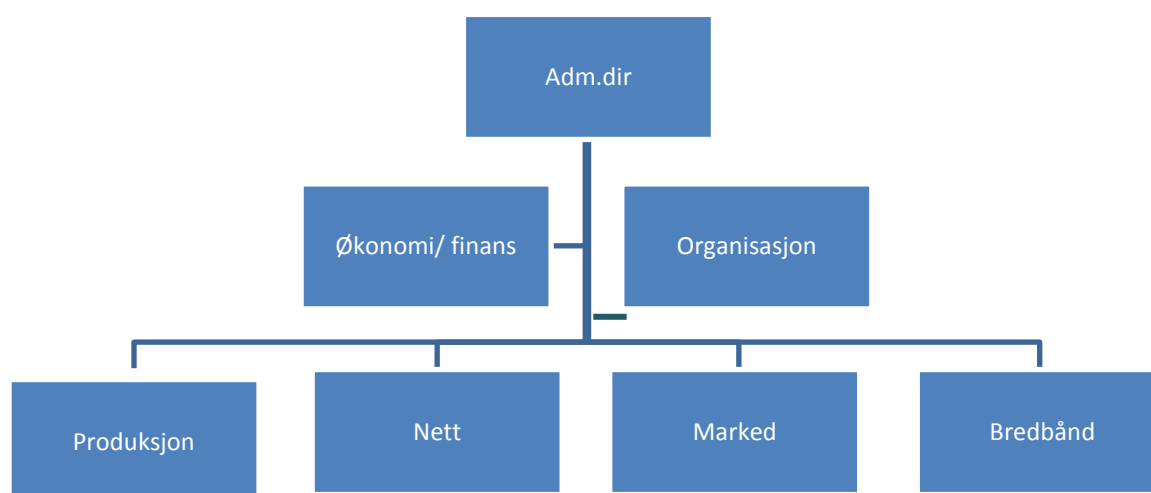 Adm.dir
Økonomi/ finans
Organisasjon
Produksjon
Nett
Marked
Bredbånd